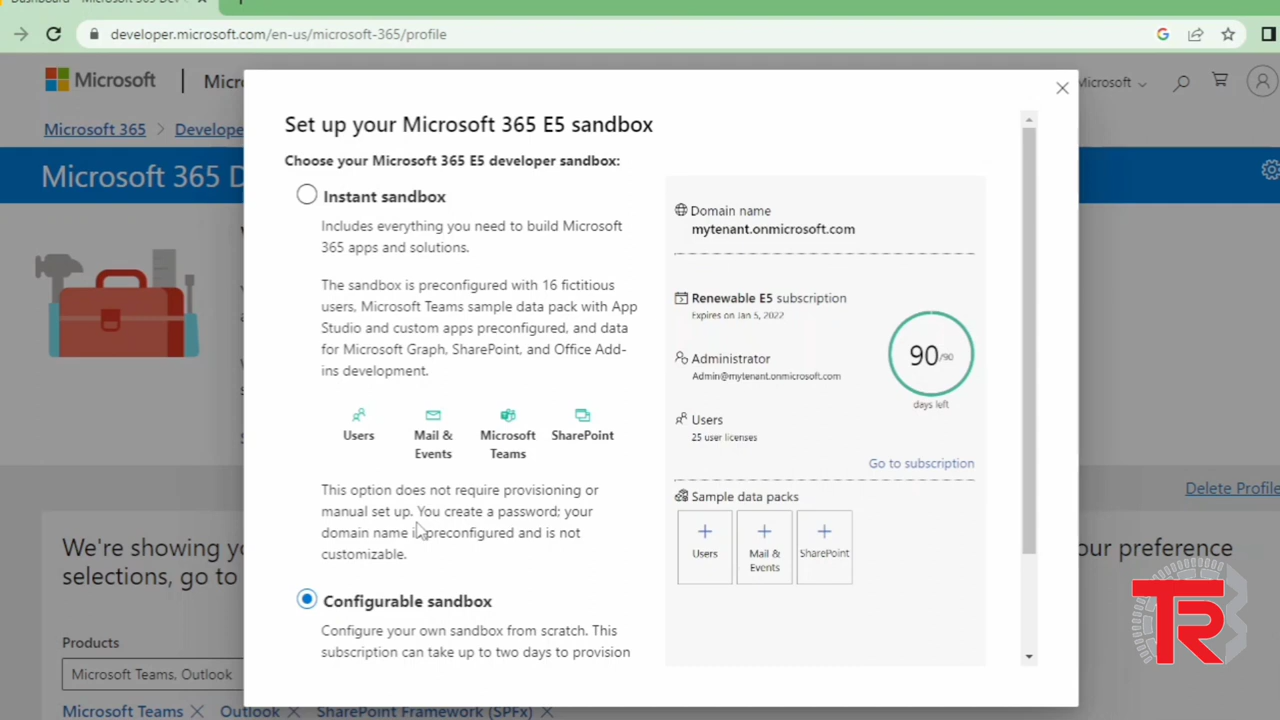 developer.microsoft.com/en-us/microsoft-365/profile
Microsoft
Microsoft
Microsoft 365
Set up your Microsoft 365 E5 sandbox
Choose your Microsoft 365 E5 developer sandbox:
Microsoft 365
Instant sandbox
Includes everything you need to build Microsoft
365 apps and solutions.
The sandbox is preconfigured with 16 fictitious
users, Microsoft Teams sample data pack with App
Studio and custom apps preconfigured, and data
for Microsoft Graph, SharePoint, and Office Add-
ins development.
Users
Mail &
Events
Microsoft
Teams
SharePoint
This option does not require provisioning or
manual set up. You create a password; your
domain name is preconfigured and is not
customizable.
Configurable sandbox
Configure your own sandbox from scratch. This
subscription can take up to two days to provision
Domain name
mytenant.onmicrosoft.com
Renewable E5 subscription
Expires on Jan 5, 2022
Administrator
Admin@mytenant.onmicrosoft.com
Users
25 user licenses
90/90
days left
Go to subscription
Sample data packs
Users
Mail &
Events
SharePoint
Delete Profile
We're showing
selections, go to
our preference
Products
Microsoft Teams, Outlook
Microsoft Teams
Outlook
SharePoint Framework (SPFx)
TR